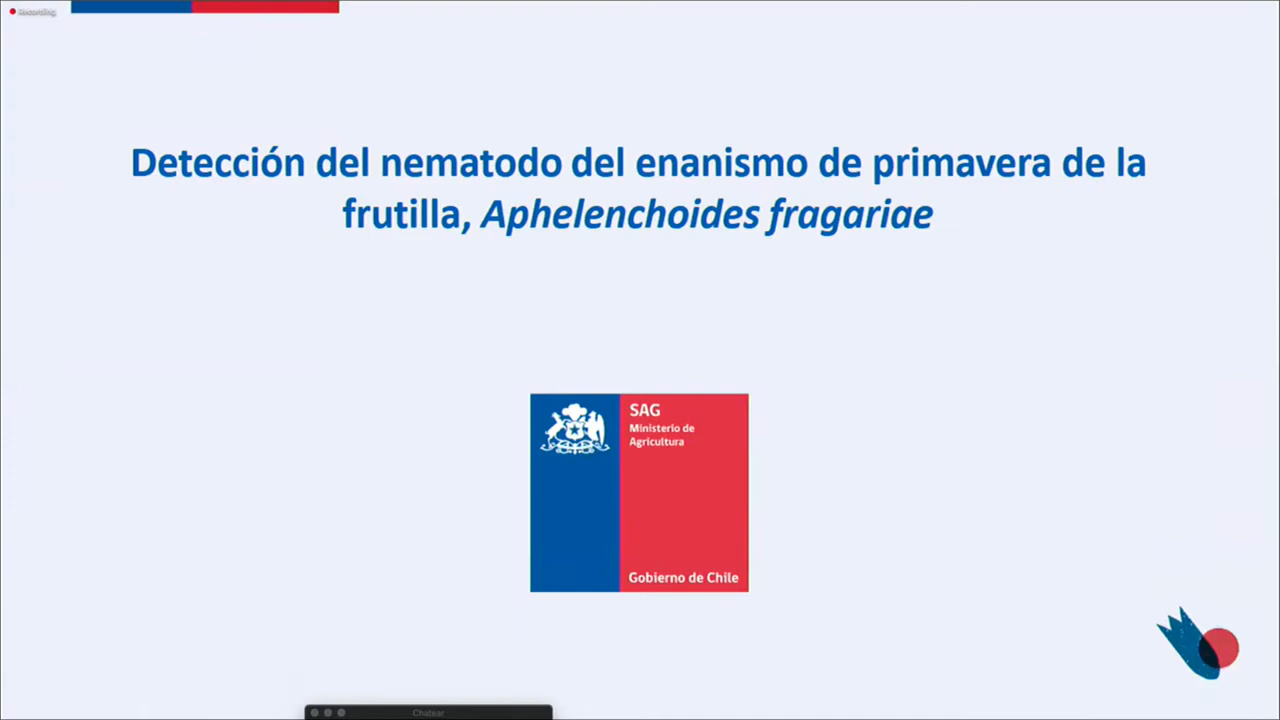 Recording
Detección del nematodo del enanismo de primavera de la
frutilla, Aphelenchoides fragariae
SAG
Ministerio de
Agricultura
Gobierno de Chile
Chatear